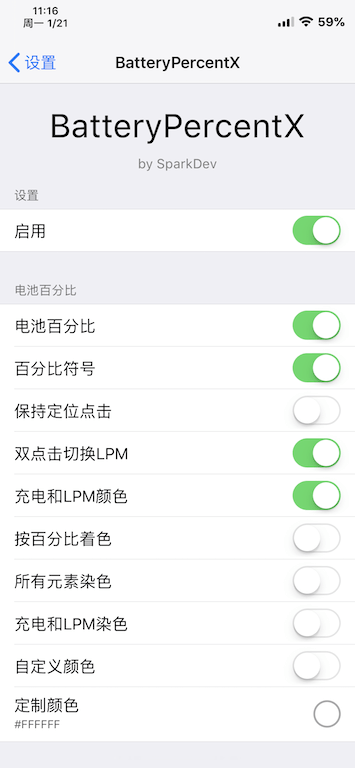 11:16
周一 1/21
59%
设置
BatteryPercentX
BatteryPercentX
by SparkDev
设置
启用
电池百分比
电池百分比
百分比符号
保持定位点击
双点击切换LPM
充电和LPM颜色
按百分比着色
所有元素染色
充电和LPM染色
自定义颜色
定制颜色
#FFFFFF